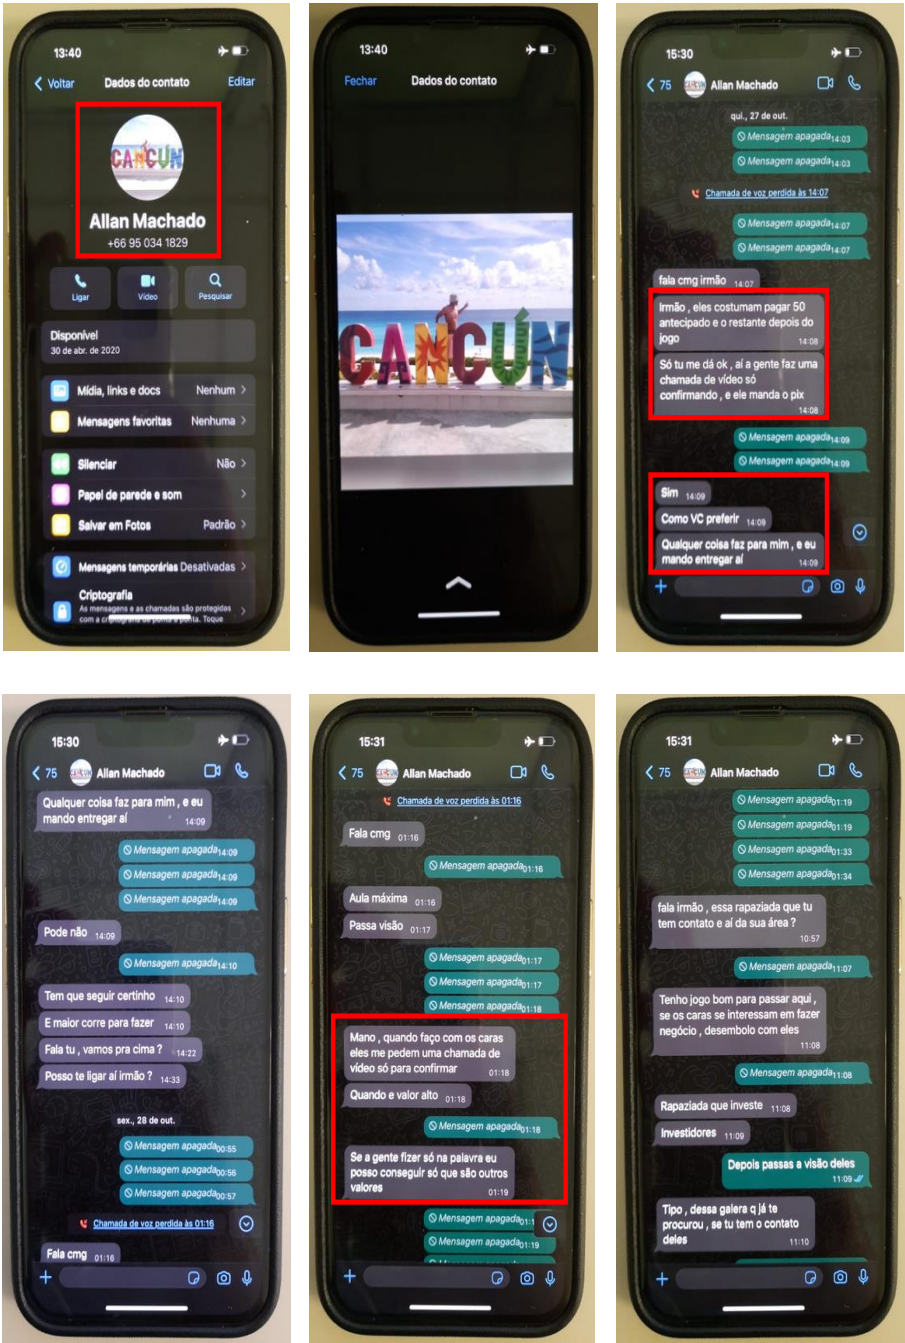 13:40
Voltar
Dados do contato
Editar
CANCÚN
Allan Machado
+66 95 034 1829
Ligar
Vídeo
Pesquisar
Disponível
30 de abr. de 2020
Mídia, links e docs
Nenhum
Mensagens favoritas
Nenhuma
Silenciar
Não
Papel de parede e som
Salvar em Fotos
Padrão
Mensagens temporárias
Desativadas
Criptografia
As mensagens e as chamadas são protegidas
com a criptografia de ponta a ponta. Toque
13:40
Fechar
Dados do contato
CANCÚN
15:30
75
Allan Machado
qui., 27 de out.
Mensagem apagada 14:03
Mensagem apagada 14:03
Chamada de voz perdida às 14:07
Mensagem apagada 14:07
Mensagem apagada 14:07
fala cmg irmão 14:07
Irmão , eles costumam pagar 50
antecipado e o restante depois do
jogo 14:08
Só tu me dá ok , aí a gente faz uma
chamada de vídeo só
confirmando , e ele manda o pix
14:08
Mensagem apagada 14:09
Mensagem apagada 14:09
Sim 14:09
Como VC preferir 14:09
Qualquer coisa faz para mim , e eu
mando entregar aí 14:09
15:30
75
Allan Machado
Qualquer coisa faz para mim , e eu
mando entregar aí 14:09
Mensagem apagada 14:09
Mensagem apagada 14:09
Mensagem apagada 14:09
Pode não 14:09
Mensagem apagada 14:10
Tem que seguir certinho 14:10
E maior corre para fazer 14:10
Fala tu , vamos pra cima ? 14:22
Posso te ligar aí irmão ? 14:33
sex., 28 de out.
Mensagem apagada 00:55
Mensagem apagada 00:56
Mensagem apagada 00:57
Chamada de voz perdida às 01:16
Fala cmg 01:16
15:31
75
Allan Machado
Chamada de voz perdida às 01:16
Fala cmg 01:16
Mensagem apagada 01:16
Aula máxima 01:16
Passa visão 01:17
Mensagem apagada 01:17
Mensagem apagada 01:17
Mensagem apagada 01:18
Mano , quando faço com os caras
eles me pedem uma chamada de
vídeo só para confirmar 01:18
Quando e valor alto 01:18
Mensagem apagada 01:18
Se a gente fizer só na palavra eu
posso conseguir só que são outros
valores 01:19
Mensagem apagada
Mensagem apagada 01:19
15:31
75
Allan Machado
Mensagem apagada 01:19
Mensagem apagada 01:19
Mensagem apagada 01:33
Mensagem apagada 01:34
fala irmão , essa rapaziada que tu
tem contato e aí da sua área ?
10:57
Mensagem apagada 11:07
Tenho jogo bom para passar aqui ,
se os caras se interessam em fazer
negócio , desembolo com eles
11:08
Mensagem apagada 11:08
Rapaziada que investe 11:08
Investidores 11:09
Depois passas a visão deles
11:09
Tipo , dessa galera q já te
procurou , se tu tem o contato
deles 11:10